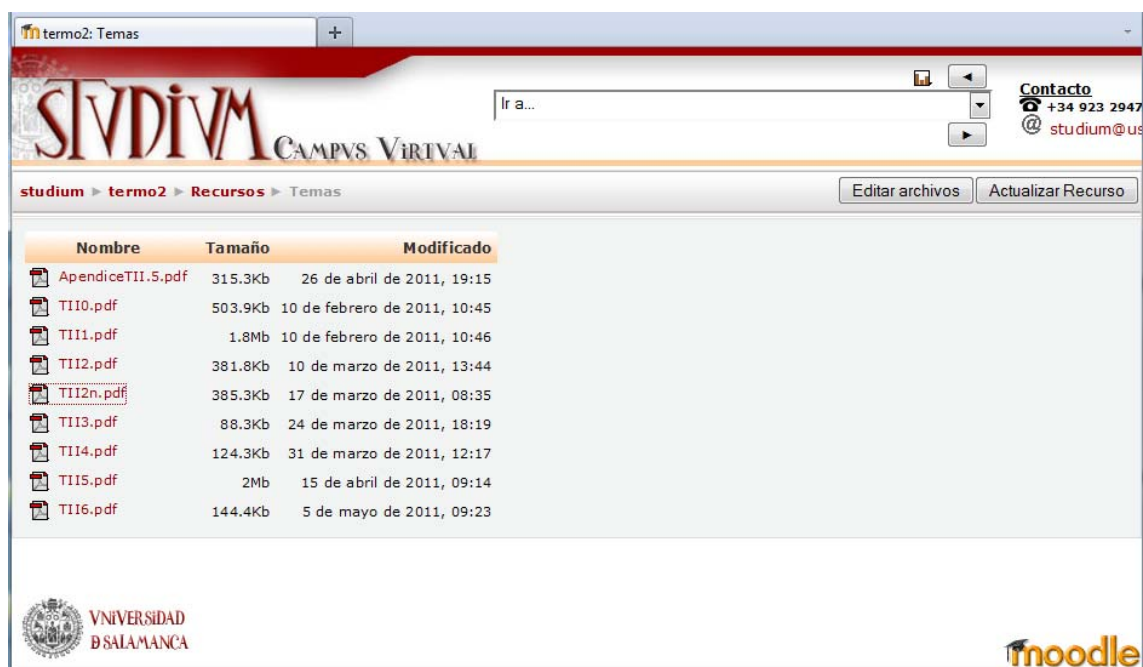 termo2: Temas
STVDIVM CAMPVS VIRTVAL
Ir a...
Contacto
+34 923 2947
studium@us
studium ► termo2 ► Recursos ► Temas
Editar archivos Actualizar Recurso
Nombre Tamaño Modificado
ApendiceTII.5.pdf 315.3Kb 26 de abril de 2011, 19:15
TII0.pdf 503.9Kb 10 de febrero de 2011, 10:45
TII1.pdf 1.8Mb 10 de febrero de 2011, 10:46
TII2.pdf 381.8Kb 10 de marzo de 2011, 13:44
TII2n.pdf 385.3Kb 17 de marzo de 2011, 08:35
TII3.pdf 88.3Kb 24 de marzo de 2011, 18:19
TII4.pdf 124.3Kb 31 de marzo de 2011, 12:17
TII5.pdf 2Mb 15 de abril de 2011, 09:14
TII6.pdf 144.4Kb 5 de mayo de 2011, 09:23
VNiVERSiDAD
Ð SALAMANCA
moodle